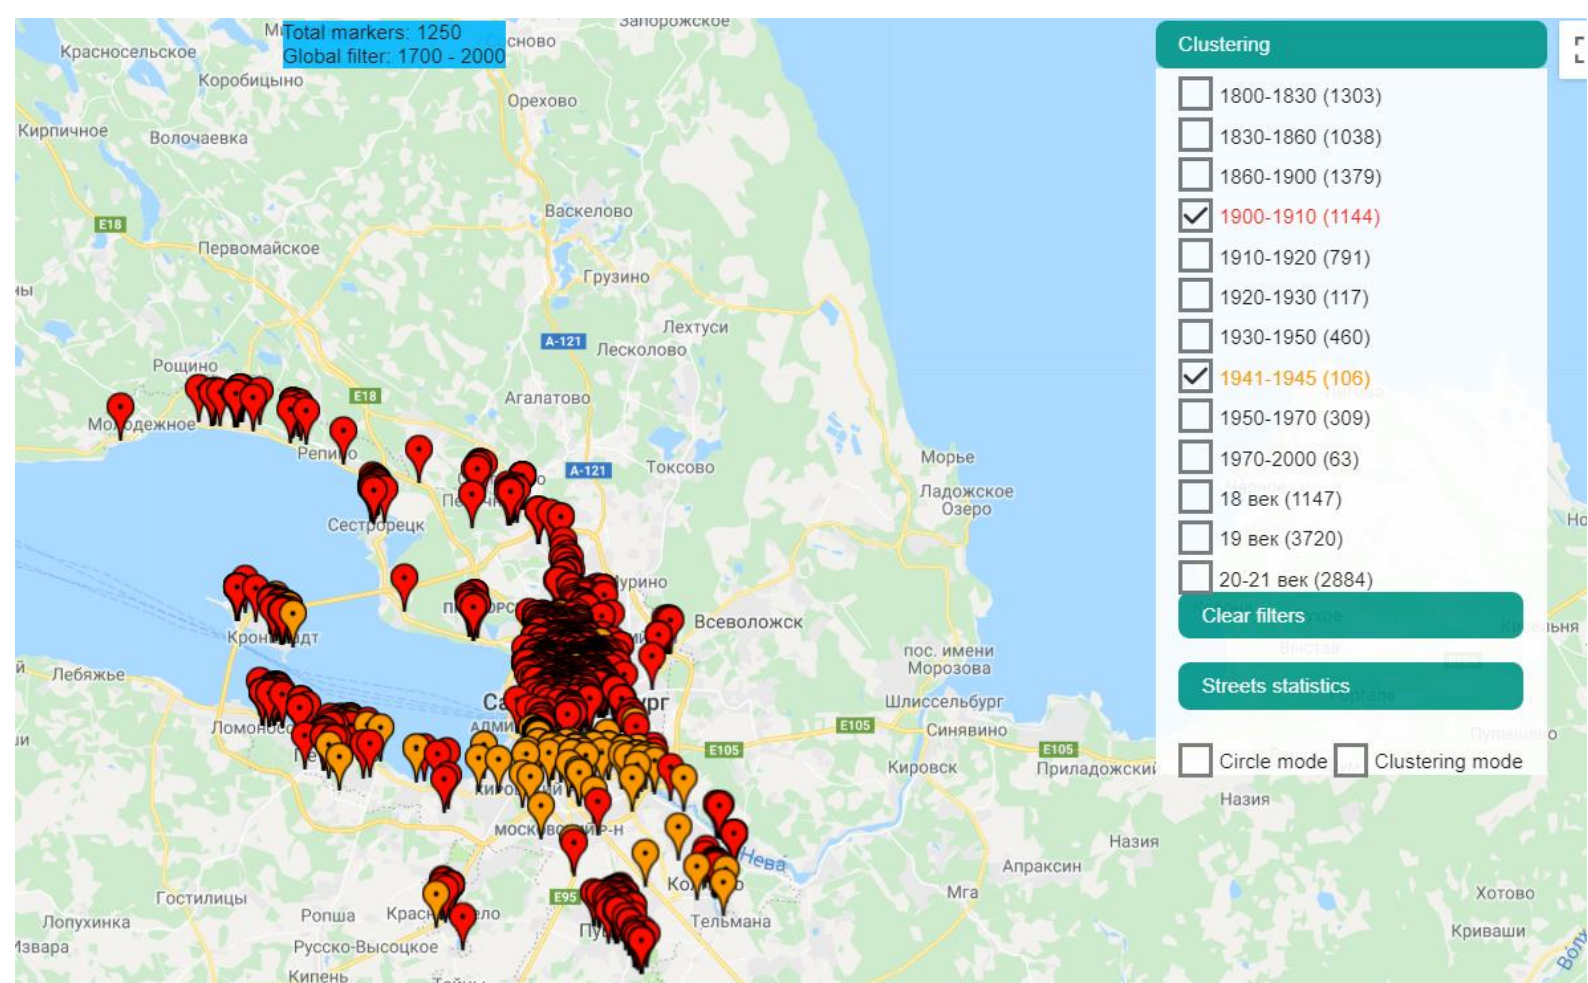 Total markers: 1250
Global filter: 1700 - 2000
Запорожское
Красносельское
Коробицыно
Орехово
Кирпичное
Волочаевка
Васкелово
E18
Первомайское
Грузино
Лехтуси
A-121
Лесколово
Рощино
E18
Агалатово
Репино
A-121
Токсово
Морье
Ладожское
Озеро
Сестрорецк
Всеволожск
пос. имени
Морозова
Лебяжье
Шлиссельбург
E105
Синявино
E105
E105
Кировск
Приладожский
Назия
Нева
Назия
Апраксин
Мга
E95
Гостилицы
Ропша
Лопухинка
Тельмана
Русско-Высоцкое
Кипень
Хотово
Криваши
Clustering
1800-1830 (1303)
1830-1860 (1038)
1860-1900 (1379)
1900-1910 (1144)
1910-1920 (791)
1920-1930 (117)
1930-1950 (460)
1941-1945 (106)
1950-1970 (309)
1970-2000 (63)
18 век (1147)
19 век (3720)
20-21 век (2884)
Clear filters
Streets statistics
Circle mode
Clustering mode